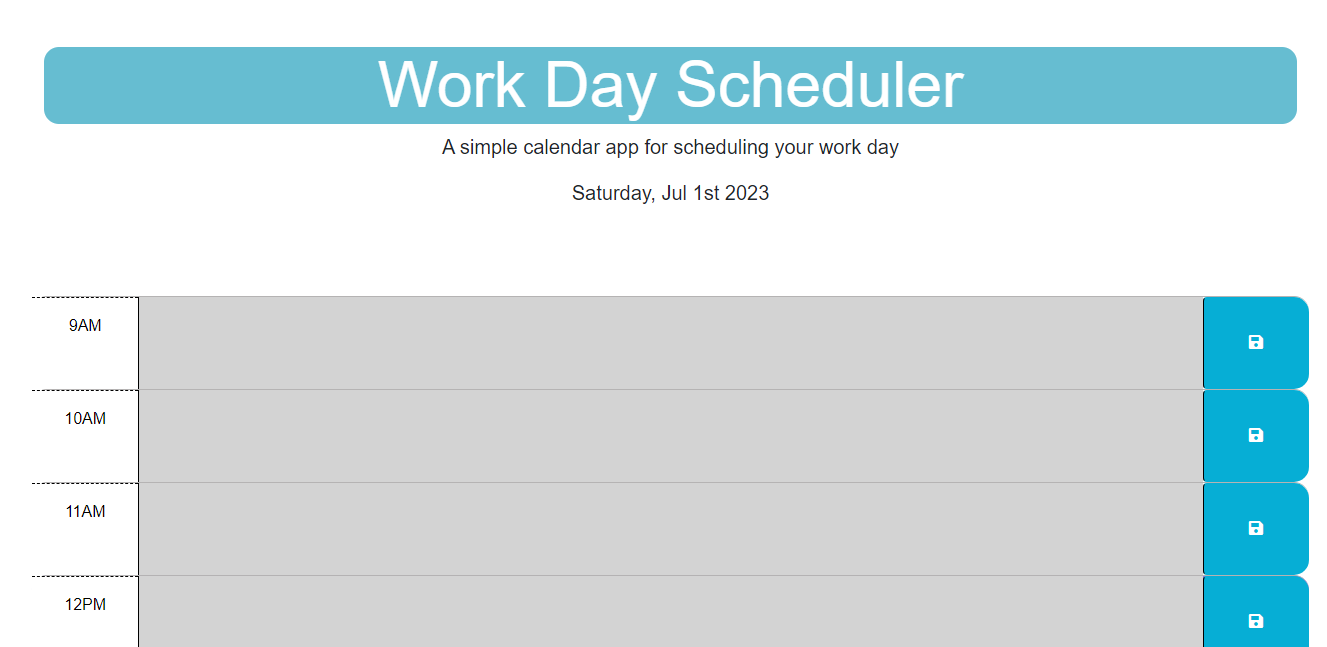 Work Day Scheduler
A simple calendar app for scheduling your work day
Saturday, Jul 1st 2023
9AM
10AM
11AM
12PM